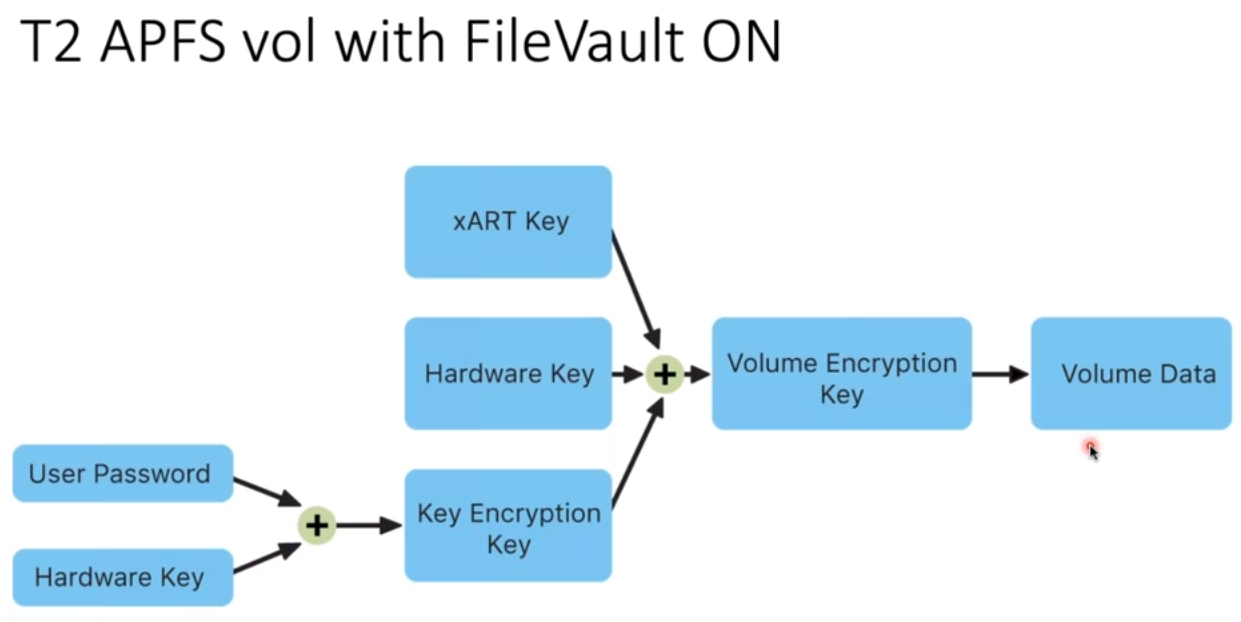 T2 APFS vol with FileVault ON
xART Key
Hardware Key
Volume Encryption
Key
Volume Data
User Password
Hardware Key
Key Encryption
Key